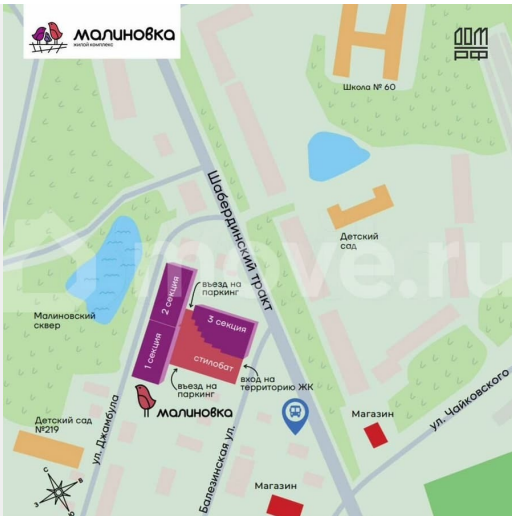 малиновка
жилой комплекс
ДОМ
РФ
Школа № 60
Шабердинский тракт
Детский
сад
move.ru
въезд на
паркинг
2 секция
3 секция
Малиновский
сквер
1 секция
стилобат
въезд на
паркинг
вход на
территорию ЖК
малиновка
ул. Джамбула
Балезинская ул.
Магазин
ул. Чайковского
Детский сад
№219
Магазин
С
В
З
Ю